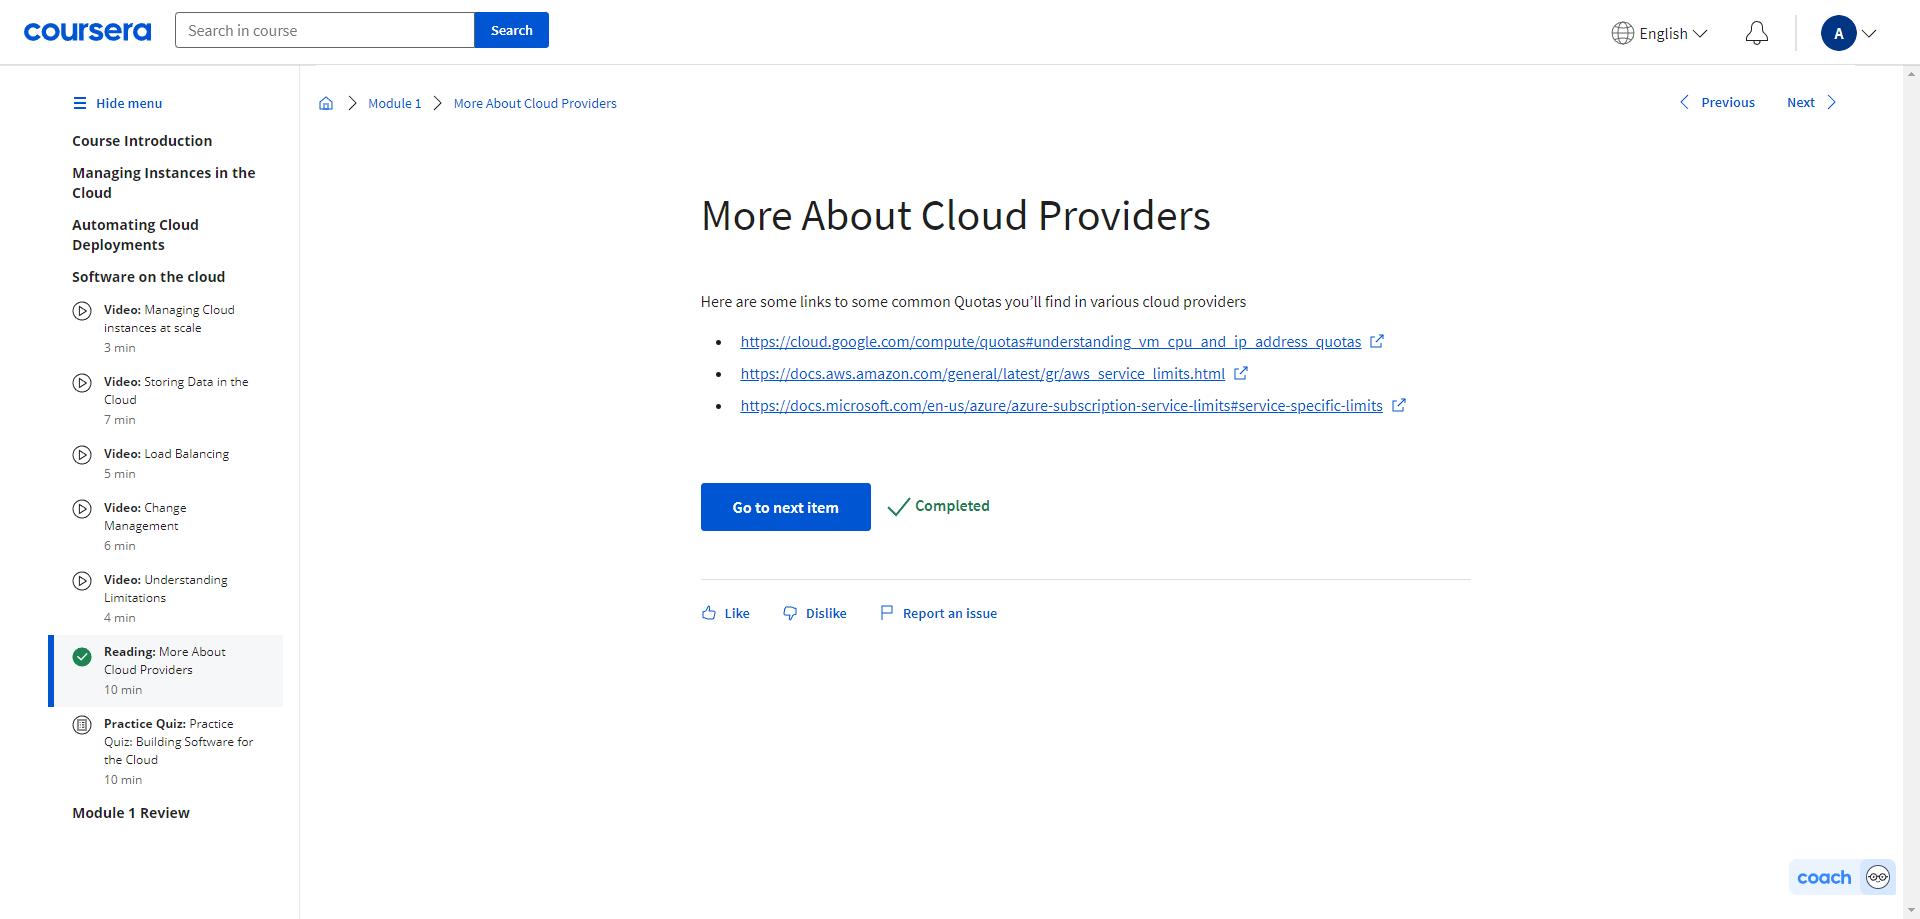 coursera
Search in course
Search
English
A
Hide menu
Course Introduction
Managing Instances in the
Cloud
Automating Cloud
Deployments
Software on the cloud
Video: Managing Cloud
instances at scale
3 min
Video: Storing Data in the
Cloud
7 min
Video: Load Balancing
5 min
Video: Change
Management
6 min
Video: Understanding
Limitations
4 min
Reading: More About
Cloud Providers
10 min
Practice Quiz: Practice
Quiz: Building Software for
the Cloud
10 min
Module 1 Review
Module 1
More About Cloud Providers
Previous
Next
More About Cloud Providers
Here are some links to some common Quotas you’ll find in various cloud providers
https://cloud.google.com/compute/quotas#understanding_vm_cpu_and_ip_address_quotas
https://docs.aws.amazon.com/general/latest/gr/aws_service_limits.html
https://docs.microsoft.com/en-us/azure/azure-subscription-service-limits#service-specific-limits
Go to next item
Completed
Like
Dislike
Report an issue
coach